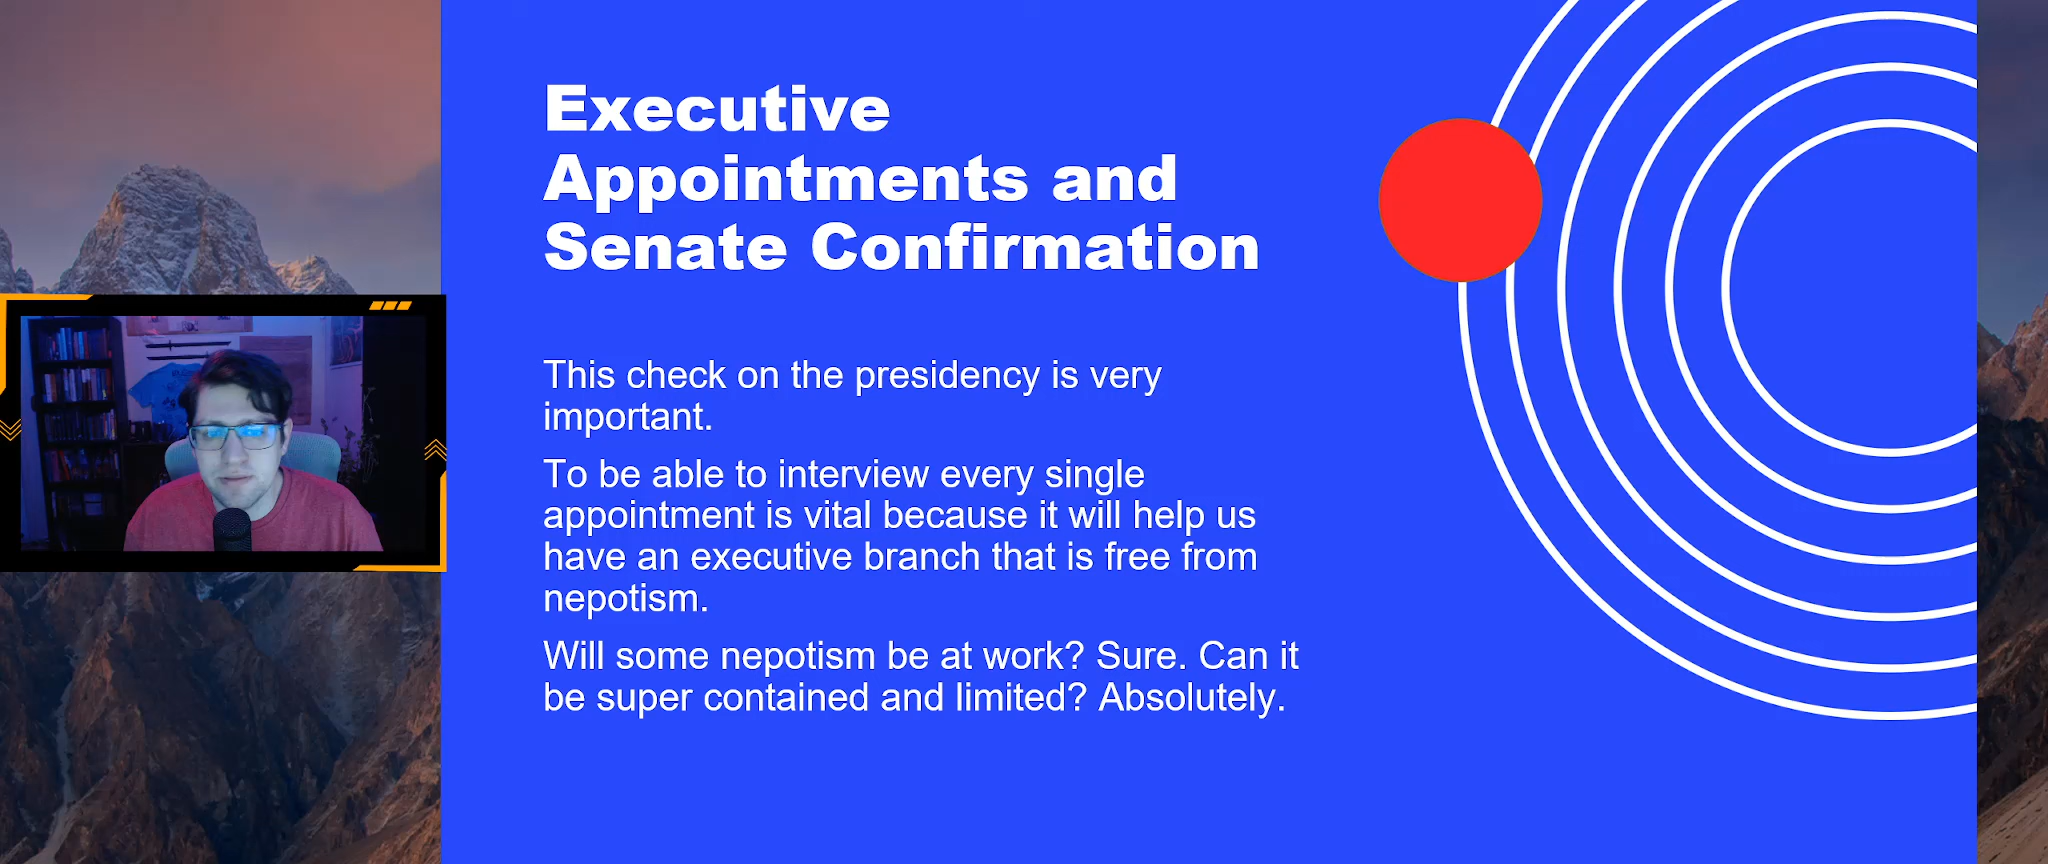 Executive
Appointments and
Senate Confirmation
This check on the presidency is very
important.
To be able to interview every single
appointment is vital because it will help us
have an executive branch that is free from
nepotism.
Will some nepotism be at work? Sure. Can it
be super contained and limited? Absolutely.